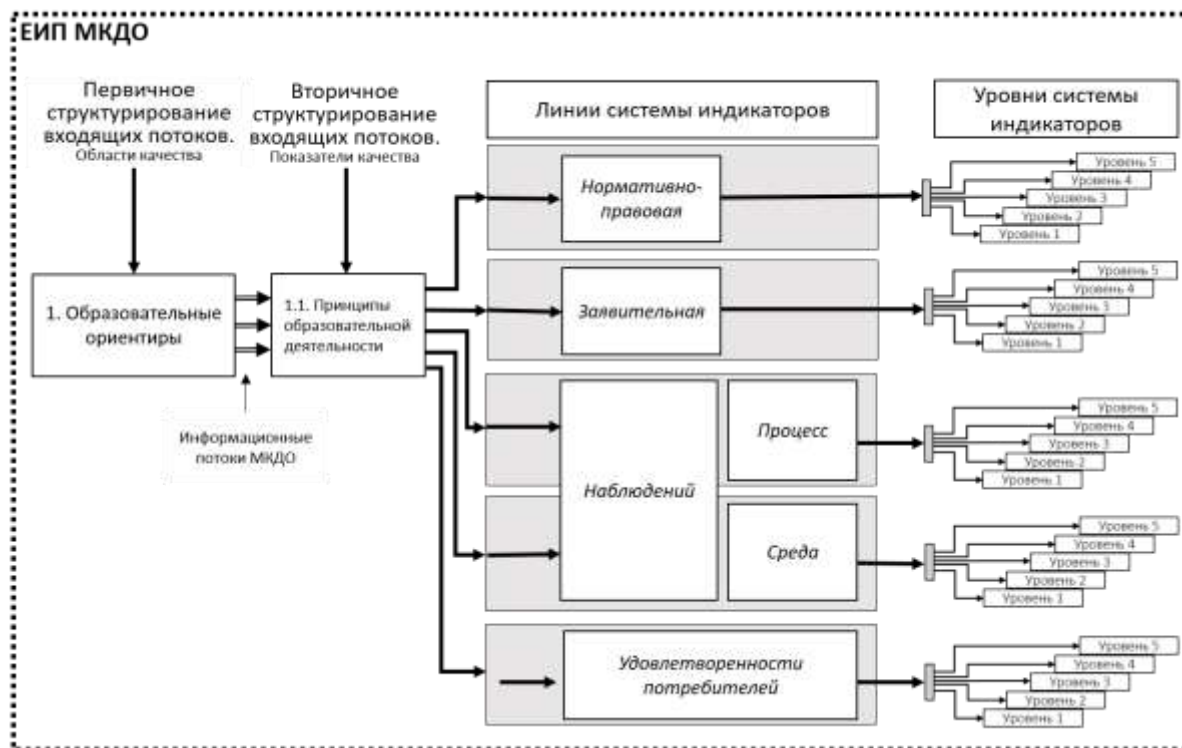 ЕИП МКДО
Первичное
структурирование
входящих потоков.
Области качества
Вторичное
структурирование
входящих потоков.
Показатели качества
Линии системы индикаторов
Уровни системы
индикаторов
1. Образовательные
ориентиры
1.1. Принципы
образовательной
деятельности
Информационные
потоки МКДО
Нормативно-
правовая
Уровень 5
Уровень 4
Уровень 3
Уровень 2
Уровень 1
Заявительная
Уровень 5
Уровень 4
Уровень 3
Уровень 2
Уровень 1
Наблюдений
Процесс
Уровень 5
Уровень 4
Уровень 3
Уровень 2
Уровень 1
Среда
Уровень 5
Уровень 4
Уровень 3
Уровень 2
Уровень 1
Удовлетворенности
потребителей
Уровень 5
Уровень 4
Уровень 3
Уровень 2
Уровень 1